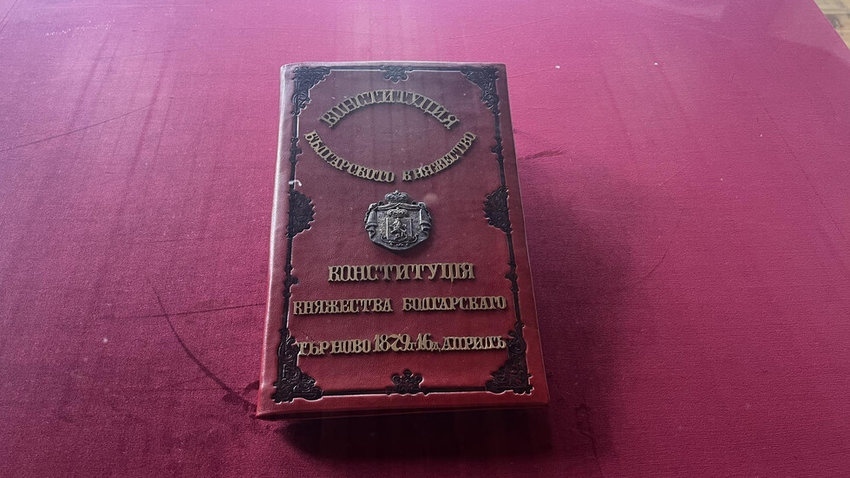 КОНСТИТУЦИЯ
БЪЛГАРСКОТО КНЯЖЕСТВО
КОНСТИТУЦІЯ
КНЯЖЕСТВА БОЛГАРСКАГО
ТЪРНОВО 1879 г. 16 д. АПРИЛЪ